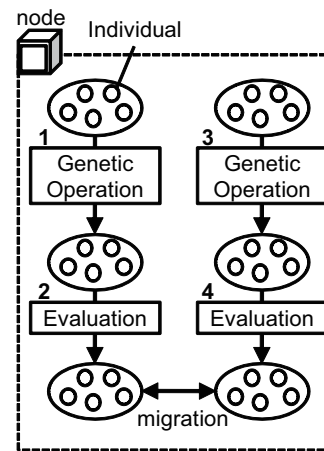 node
Individual
1
Genetic
Operation
3
Genetic
Operation
2
Evaluation
4
Evaluation
migration